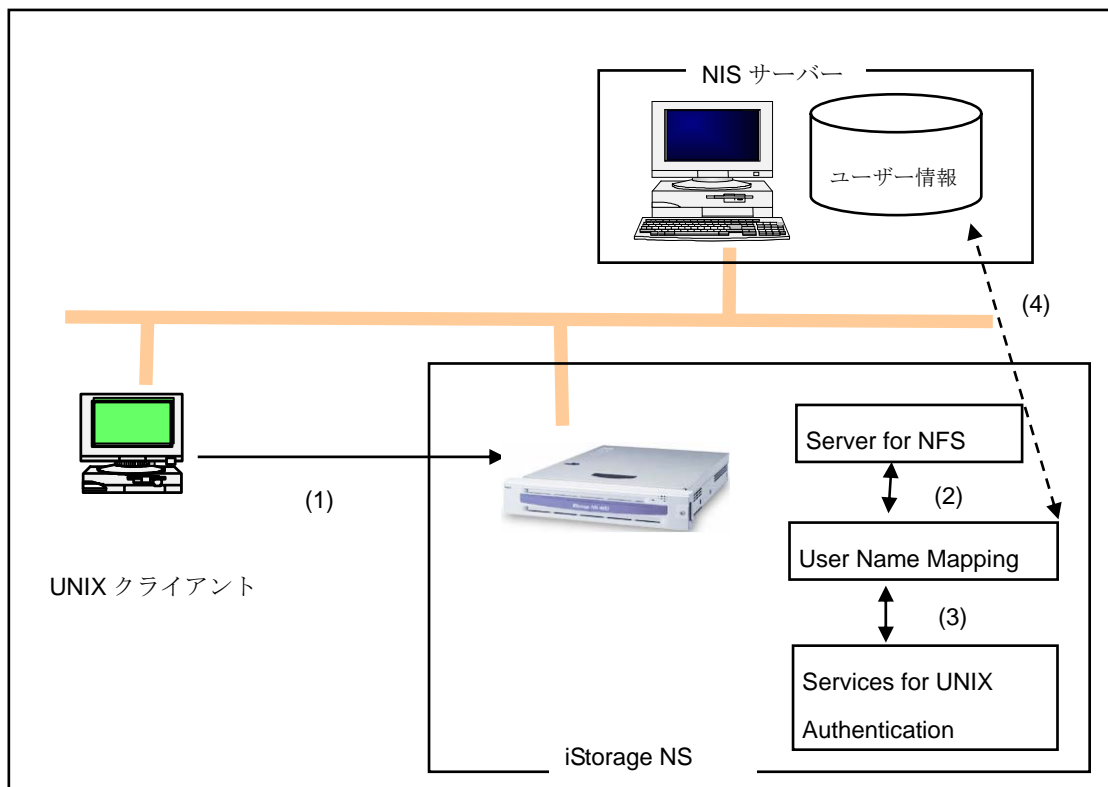 NIS サーバー
ユーザー情報
(4)
Server for NFS
(1)
(2)
User Name Mapping
UNIX クライアント
(3)
Services for UNIX
Authentication
iStorage NS